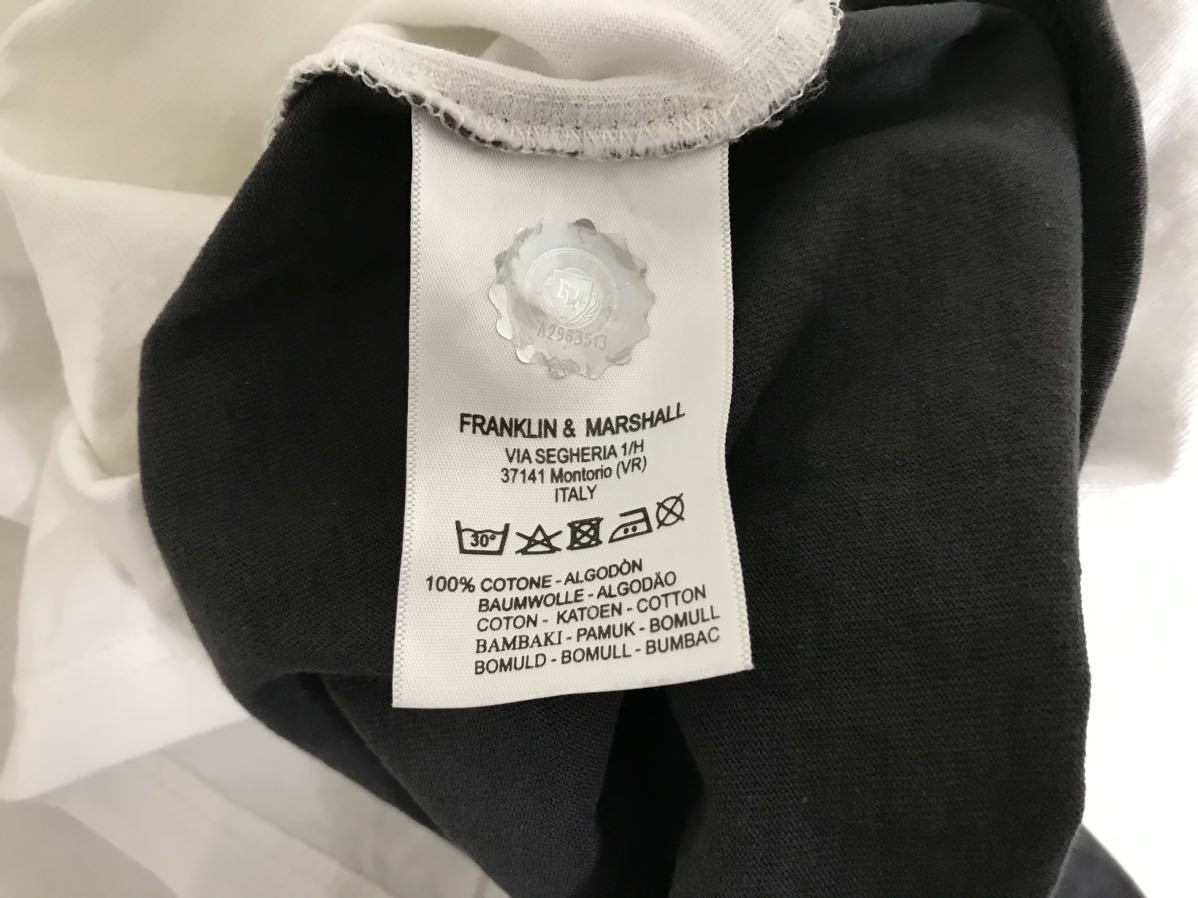 A2963513
FRANKLIN & MARSHALL
VIA SEGHERIA 1/H
37141 Montorio (VR)
ITALY
30°
100% COTONE - ALGODÒN
BAUMWOLLE - ALGODÃO
COTON - KATOEN - COTTON
BAMBAKI - PAMUK - BOMULL
BOMULD - BOMULL - BUMBAC